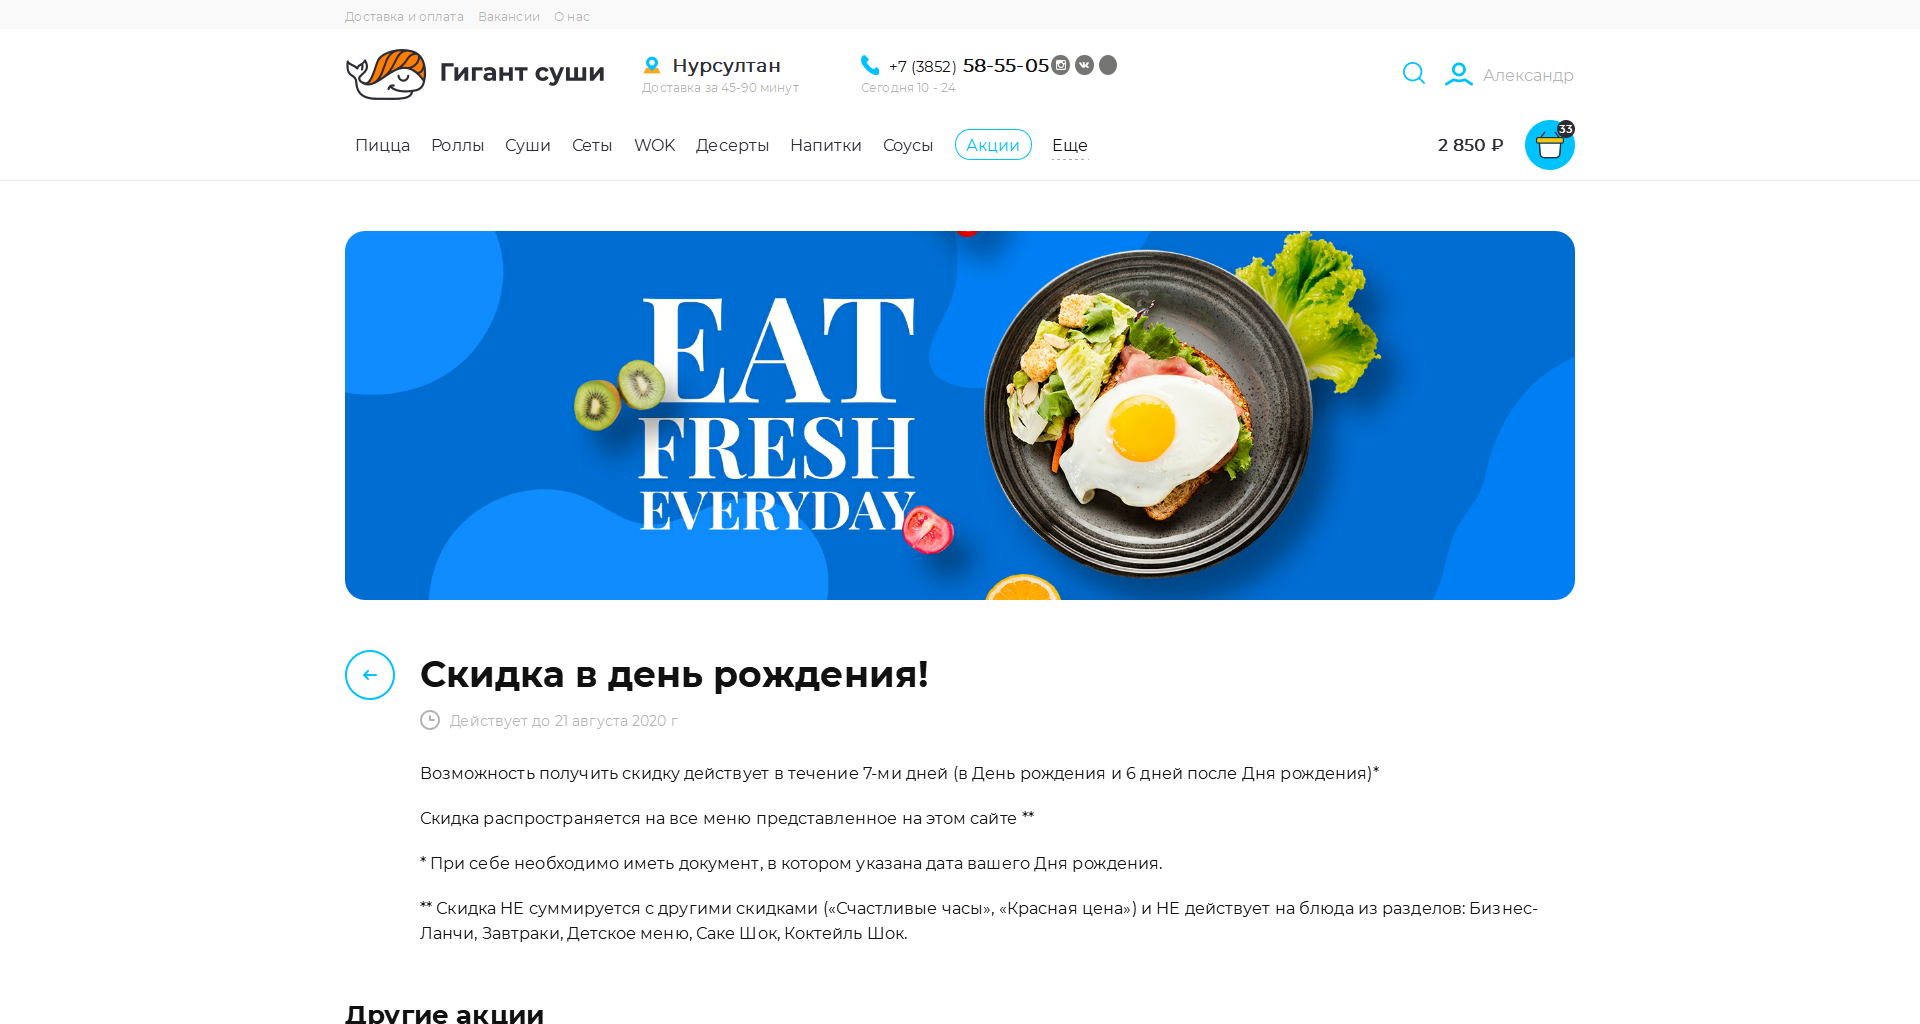 Доставка и оплата Вакансии О нас
Гигант суши
Нурсултан
Доставка за 45-90 минут
+7 (3852) 58-55-05
Сегодня 10 - 24
Александр
Пицца Роллы Суши Сеты WOK Десерты Напитки Соусы Акции Еще
2 850 ₽
33
EAT
FRESH
EVERYDAY
Скидка в день рождения!
Действует до 21 августа 2020 г
Возможность получить скидку действует в течение 7-ми дней (в День рождения и 6 дней после Дня рождения)*
Скидка распространяется на все меню представленное на этом сайте **
* При себе необходимо иметь документ, в котором указана дата вашего Дня рождения.
** Скидка НЕ суммируется с другими скидками («Счастливые часы», «Красная цена») и НЕ действует на блюда из разделов: Бизнес-
Ланчи, Завтраки, Детское меню, Саке Шок, Коктейль Шок.
Другие акции